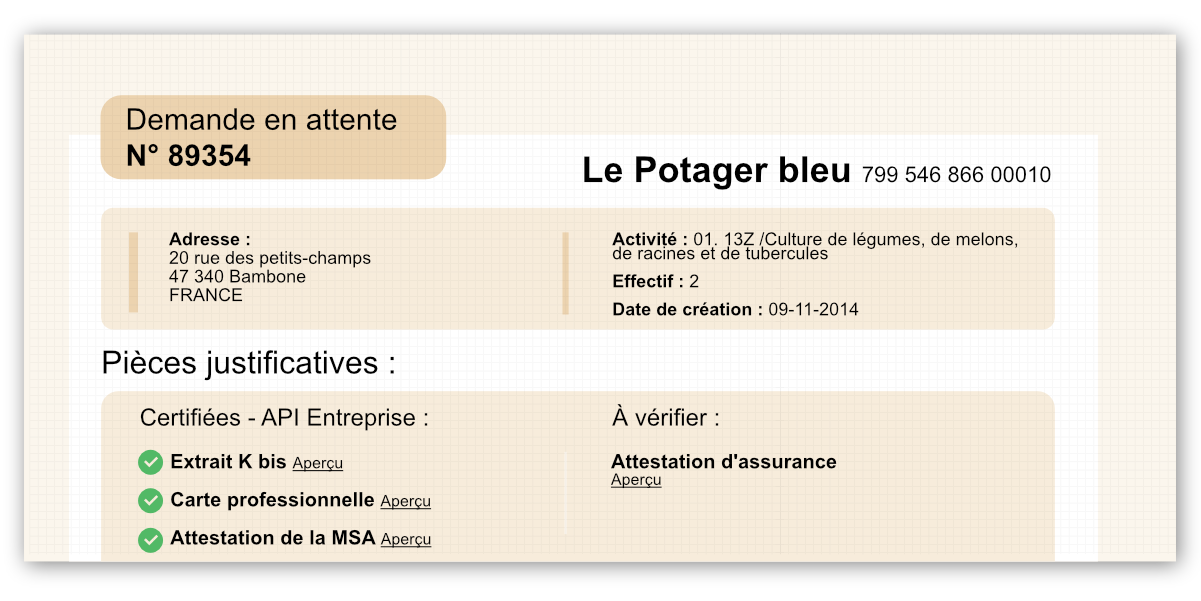 Demande en attente
N° 89354
Le Potager bleu 799 546 866 00010
Adresse :
20 rue des petits-champs
47 340 Bambone
FRANCE
Activité : 01. 13Z /Culture de légumes, de melons,
de racines et de tubercules
Effectif : 2
Date de création : 09-11-2014
Pièces justificatives :
Certifiées - API Entreprise :
Extrait K bis Aperçu
Carte professionnelle Aperçu
Attestation de la MSA Aperçu
À vérifier :
Attestation d'assurance
Aperçu